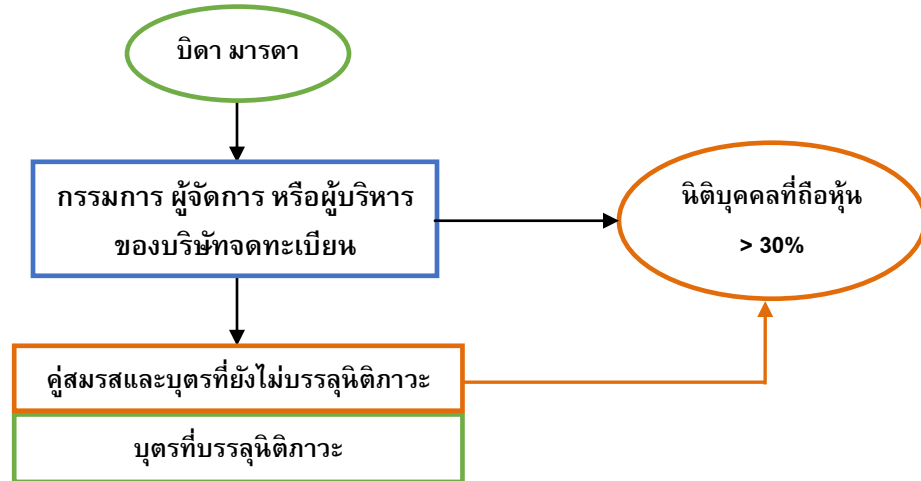 บิดา มารดา
กรรมการ ผู้จัดการ หรือผู้บริหาร
ของบริษัทจดทะเบียน
นิติบุคคลที่ถือหุ้น
> 30%
คู่สมรสและบุตรที่ยังไม่บรรลุนิติภาวะ
บุตรที่บรรลุนิติภาวะ